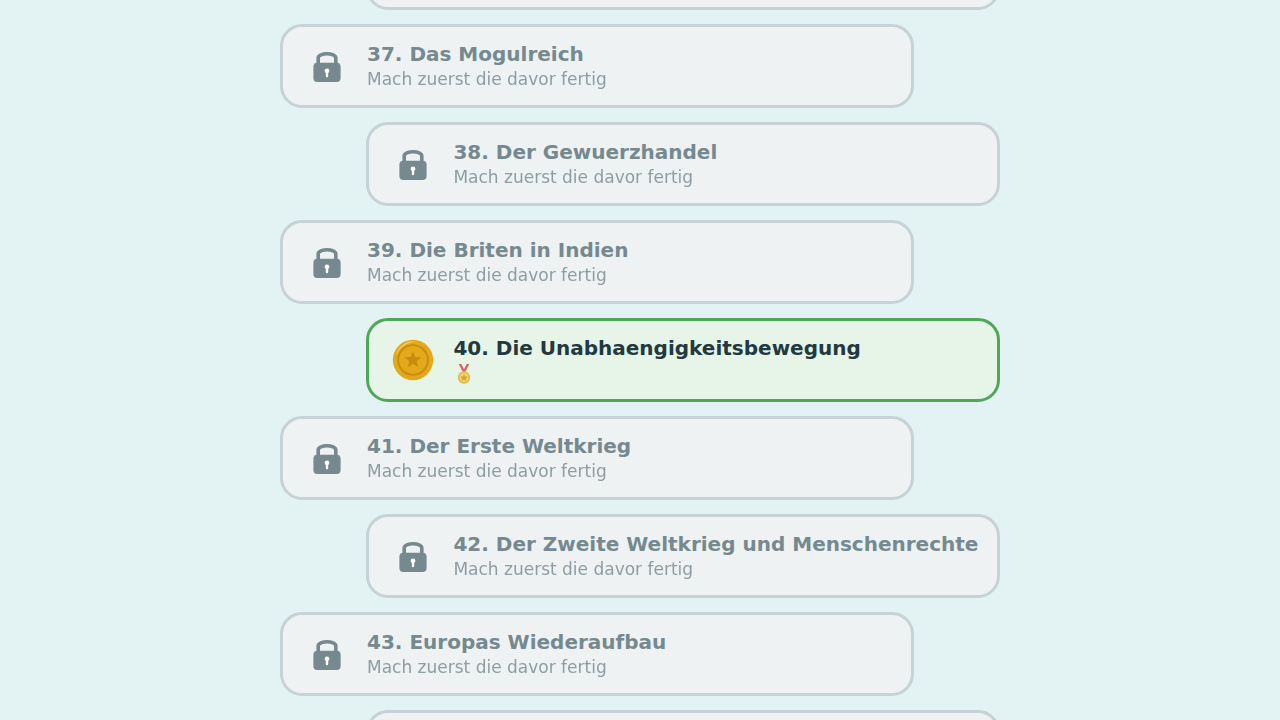 37. Das Mogulreich
Mach zuerst die davor fertig
38. Der Gewuerzhandel
Mach zuerst die davor fertig
39. Die Briten in Indien
Mach zuerst die davor fertig
40. Die Unabhaengigkeitsbewegung
41. Der Erste Weltkrieg
Mach zuerst die davor fertig
42. Der Zweite Weltkrieg und Menschenrechte
Mach zuerst die davor fertig
43. Europas Wiederaufbau
Mach zuerst die davor fertig